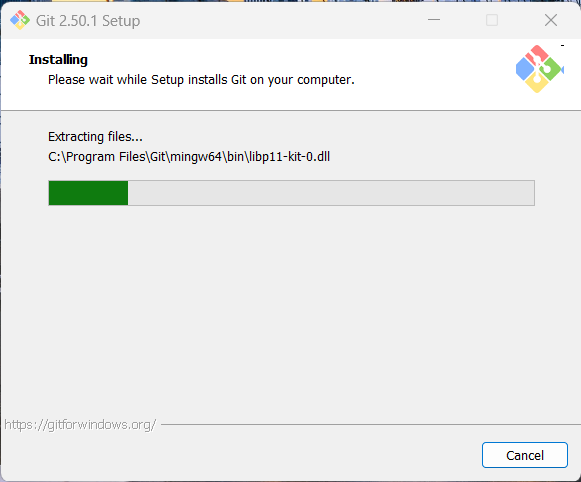 Git 2.50.1 Setup
Installing
Please wait while Setup installs Git on your computer.
Extracting files...
C:\Program Files\Git\mingw64\bin\libp11-kit-0.dll
https://gitforwindows.org/
Cancel